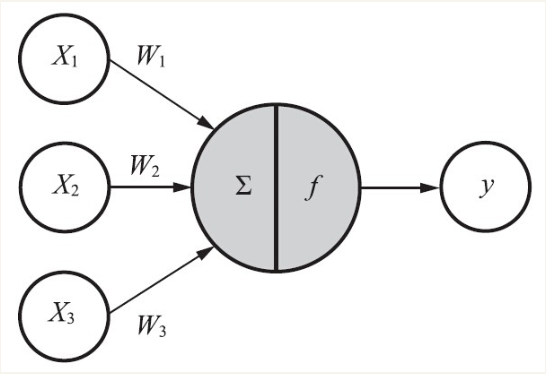 X₁
W₁
X₂
W₂
Σ
f
y
X₃
W₃